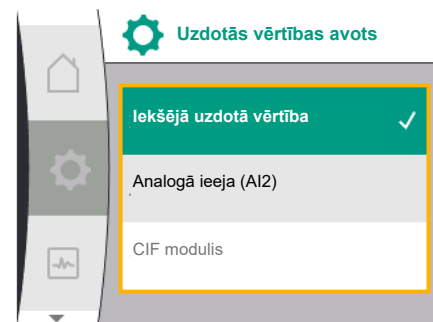 Uzdotās vērtības avots
Iekšējā uzdotā vērtība
Analogā ieeja (AI2)
CIF modulis